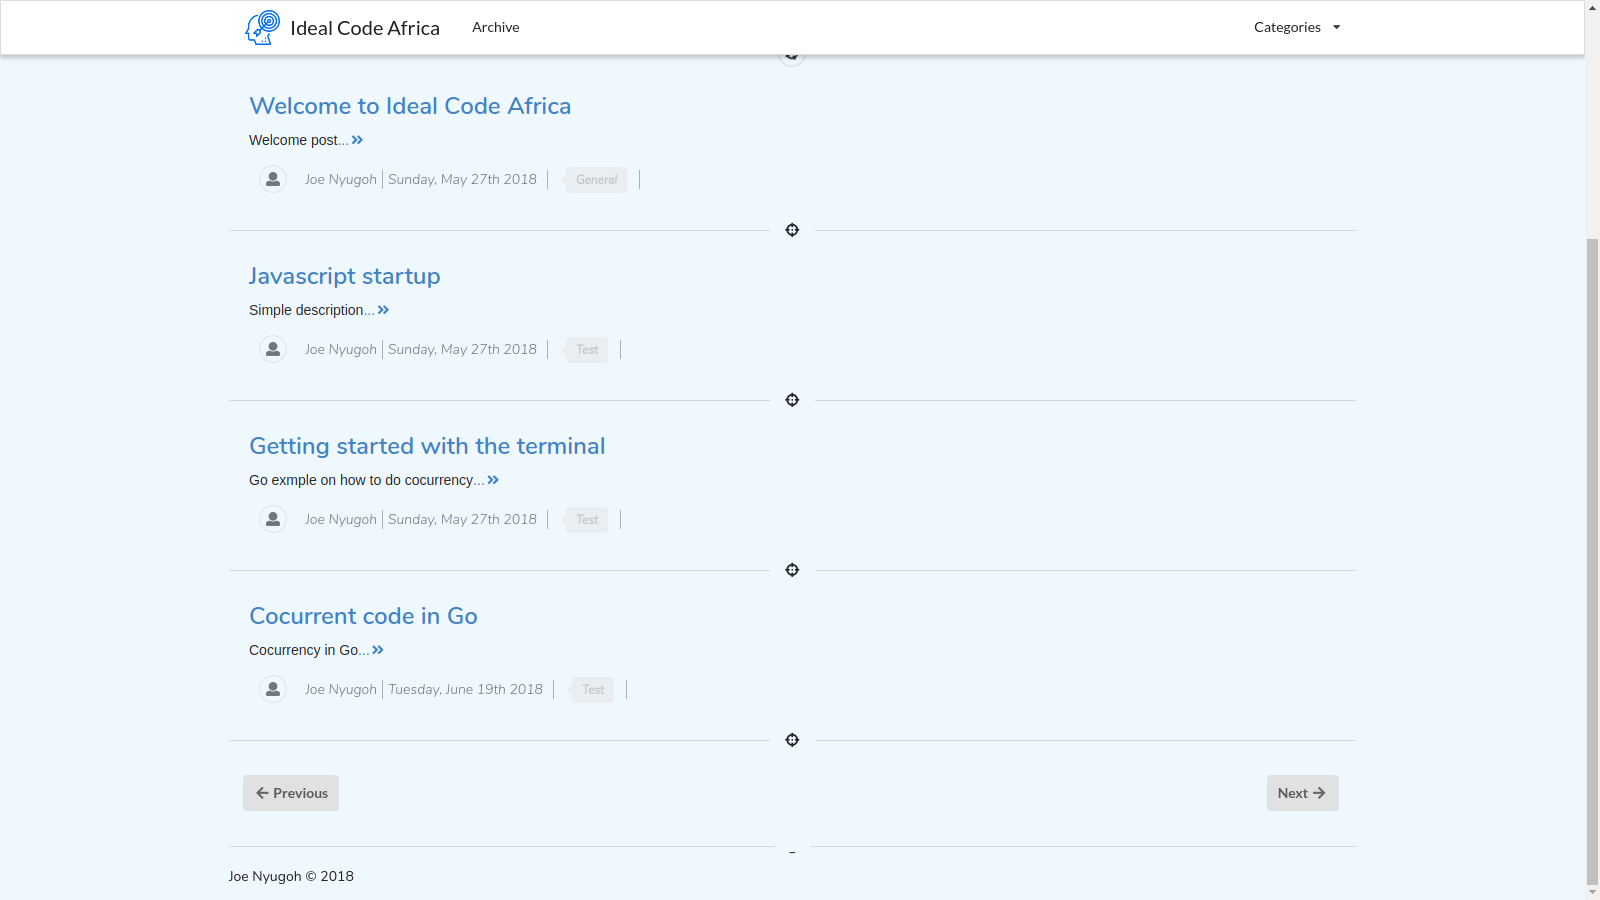 Ideal Code Africa Archive Categories
Welcome to Ideal Code Africa
Welcome post...
Joe Nyugoh Sunday, May 27th 2018 General
Javascript startup
Simple description...
Joe Nyugoh Sunday, May 27th 2018 Test
Getting started with the terminal
Go exmple on how to do cocurrency...
Joe Nyugoh Sunday, May 27th 2018 Test
Cocurrent code in Go
Cocurrency in Go...
Joe Nyugoh Tuesday, June 19th 2018 Test
Previous Next
Joe Nyugoh © 2018